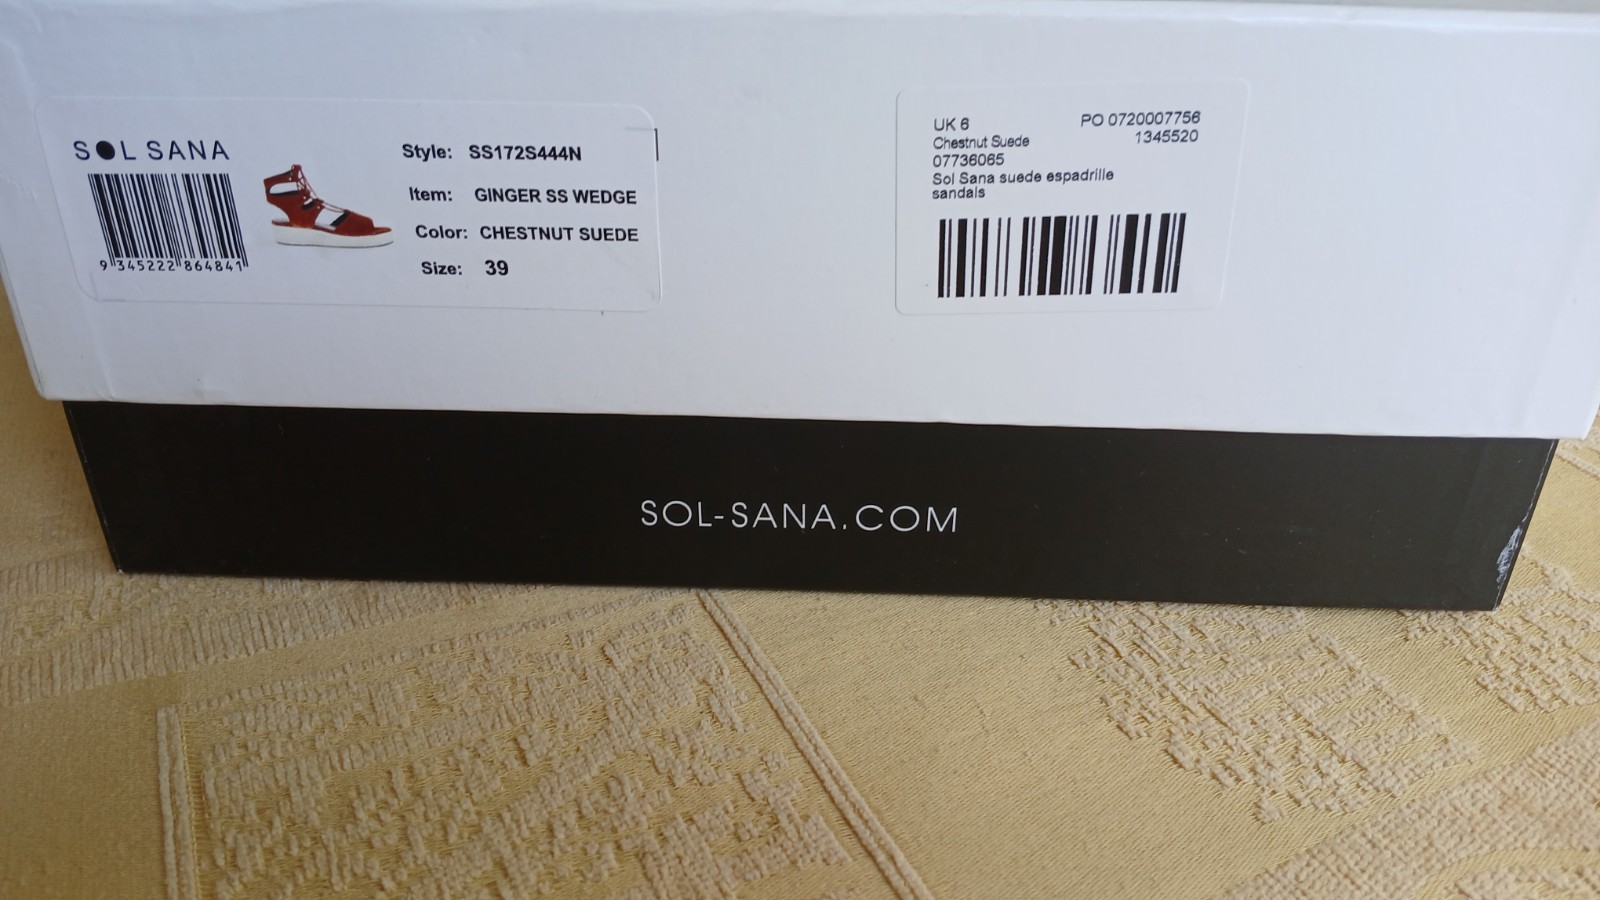 SOL SANA
9 345222 864841
Style: SS172S444N
Item: GINGER SS WEDGE
Color: CHESTNUT SUEDE
Size: 39
UK 6 PO 0720007756
Chestnut Suede 1345520
07736065
Sol Sana suede espadrille
sandals
SOL-SANA.COM